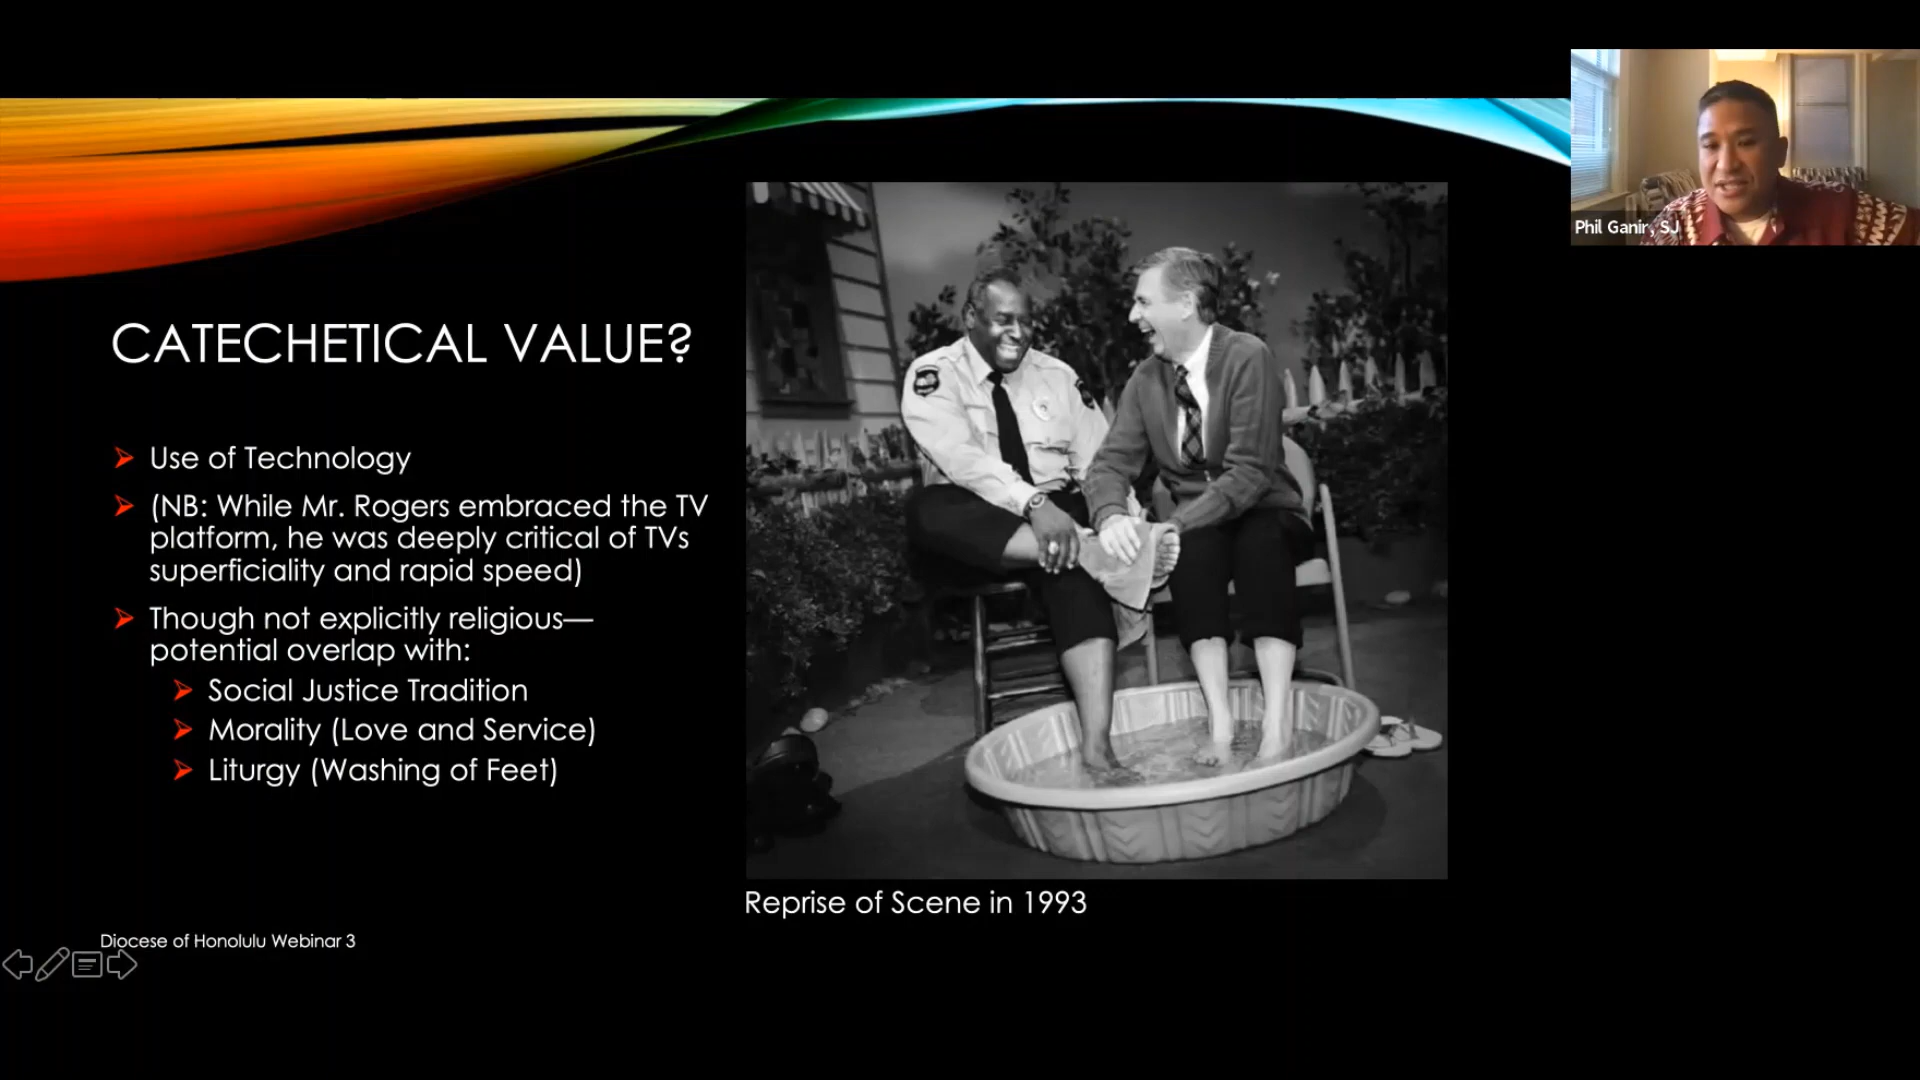 Phil Ganir, SJ
CATECHETICAL VALUE?
Use of Technology
(NB: While Mr. Rogers embraced the TV
platform, he was deeply critical of TVs
superficiality and rapid speed)
Though not explicitly religious—
potential overlap with:
Social Justice Tradition
Morality (Love and Service)
Liturgy (Washing of Feet)
Reprise of Scene in 1993
Diocese of Honolulu Webinar 3